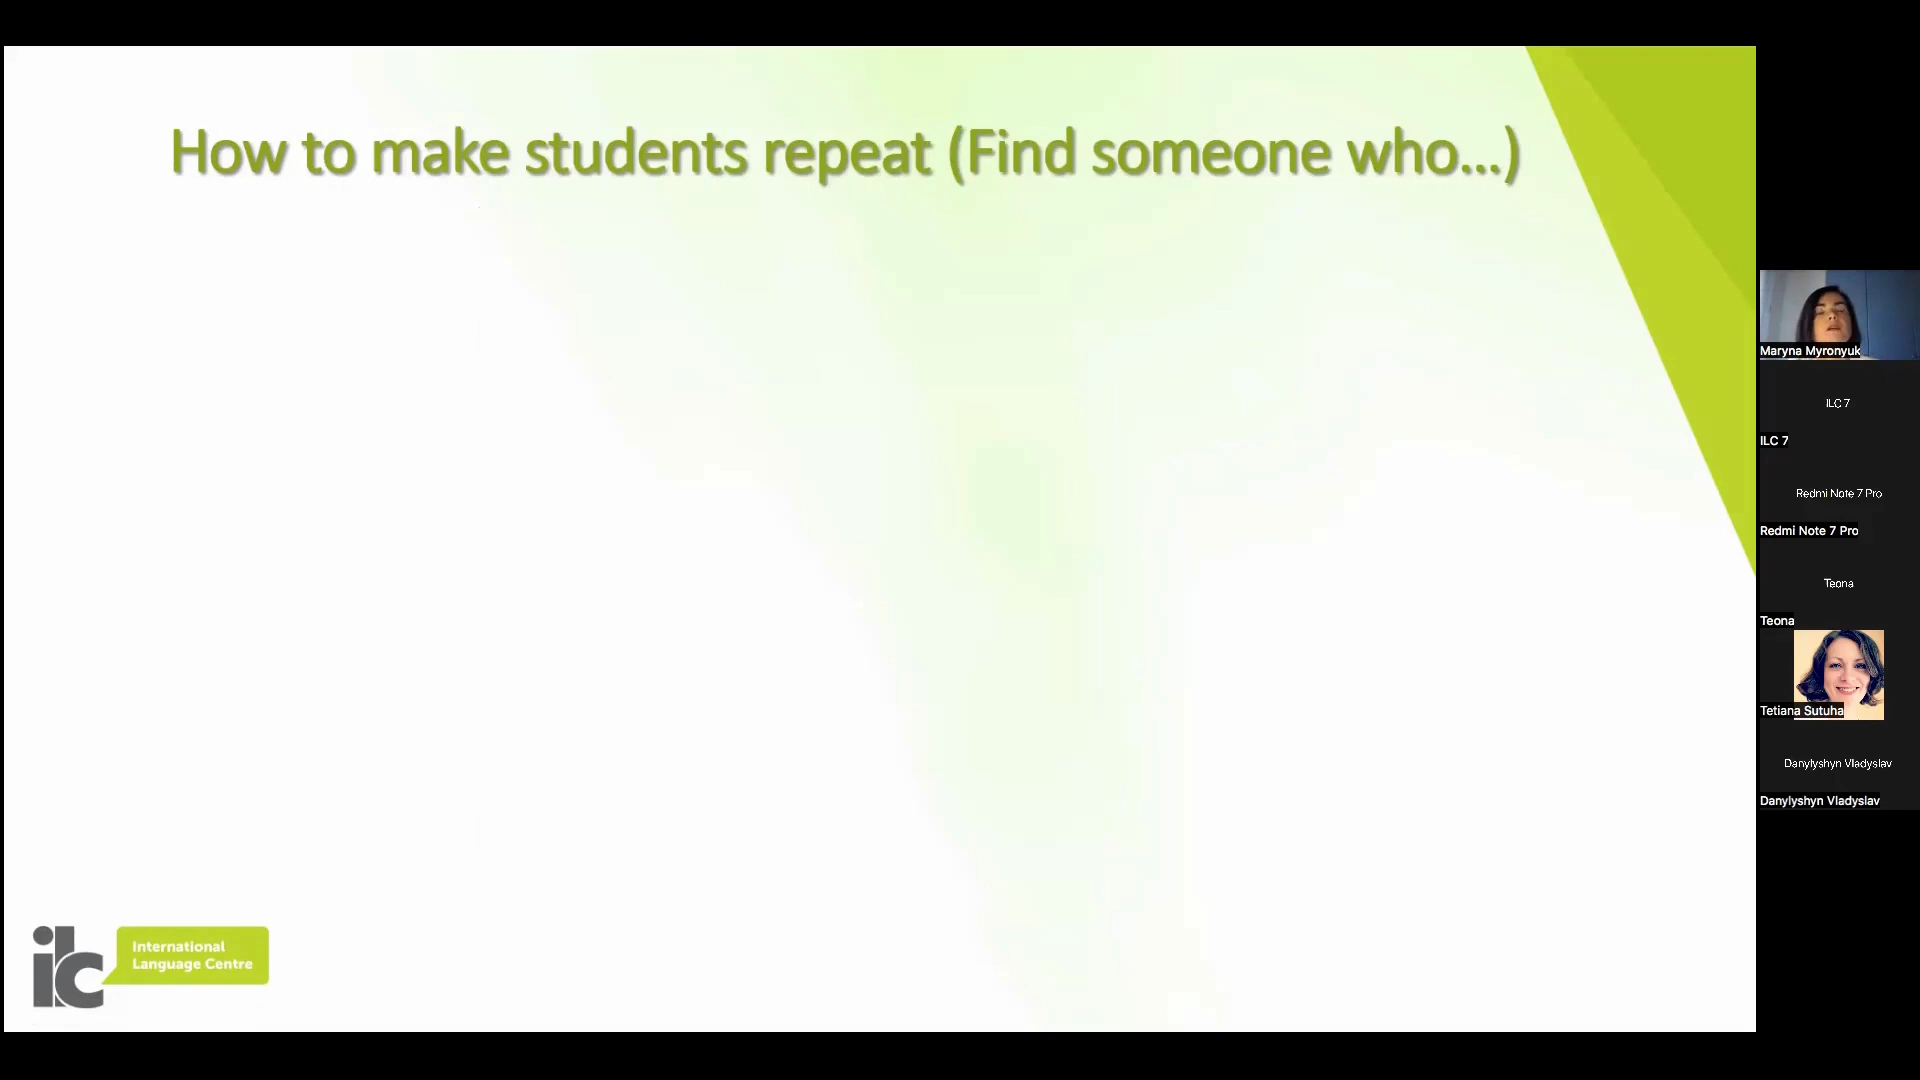 How to make students repeat (Find someone who...)
Maryna Myronyuk
ILC 7
ILC 7
Redmi Note 7 Pro
Redmi Note 7 Pro
Teona
Teona
Tetiana Sutuha
Danylyshyn Vladyslav
Danylyshyn Vladyslav
ilc
International
Language Centre